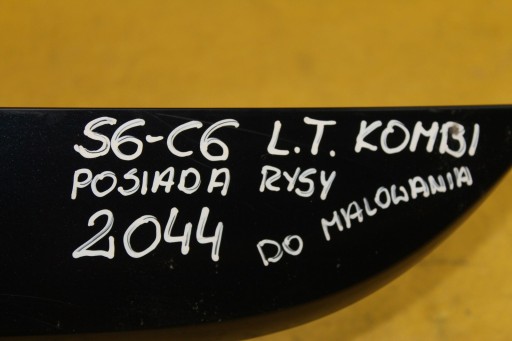 S6-C6 L.T. KOMBI
POSIADA RYSY
2044 DO MALOWANIA